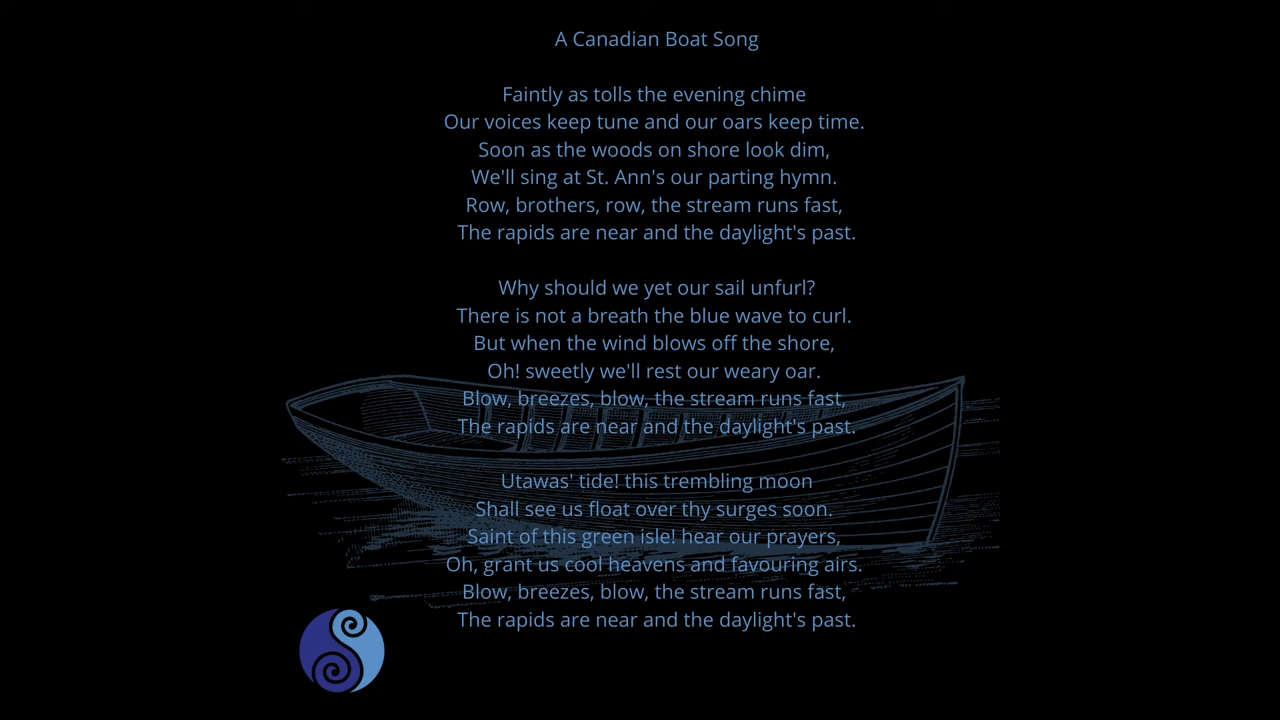 A Canadian Boat Song
Faintly as tolls the evening chime
Our voices keep tune and our oars keep time.
Soon as the woods on shore look dim,
We'll sing at St. Ann's our parting hymn.
Row, brothers, row, the stream runs fast,
The rapids are near and the daylight's past.
Why should we yet our sail unfurl?
There is not a breath the blue wave to curl.
But when the wind blows off the shore,
Oh! sweetly we'll rest our weary oar.
Blow, breezes, blow, the stream runs fast,
The rapids are near and the daylight's past.
Utawas' tide! this trembling moon
Shall see us float over thy surges soon.
Saint of this green isle! hear our prayers,
Oh, grant us cool heavens and favouring airs.
Blow, breezes, blow, the stream runs fast,
The rapids are near and the daylight's past.